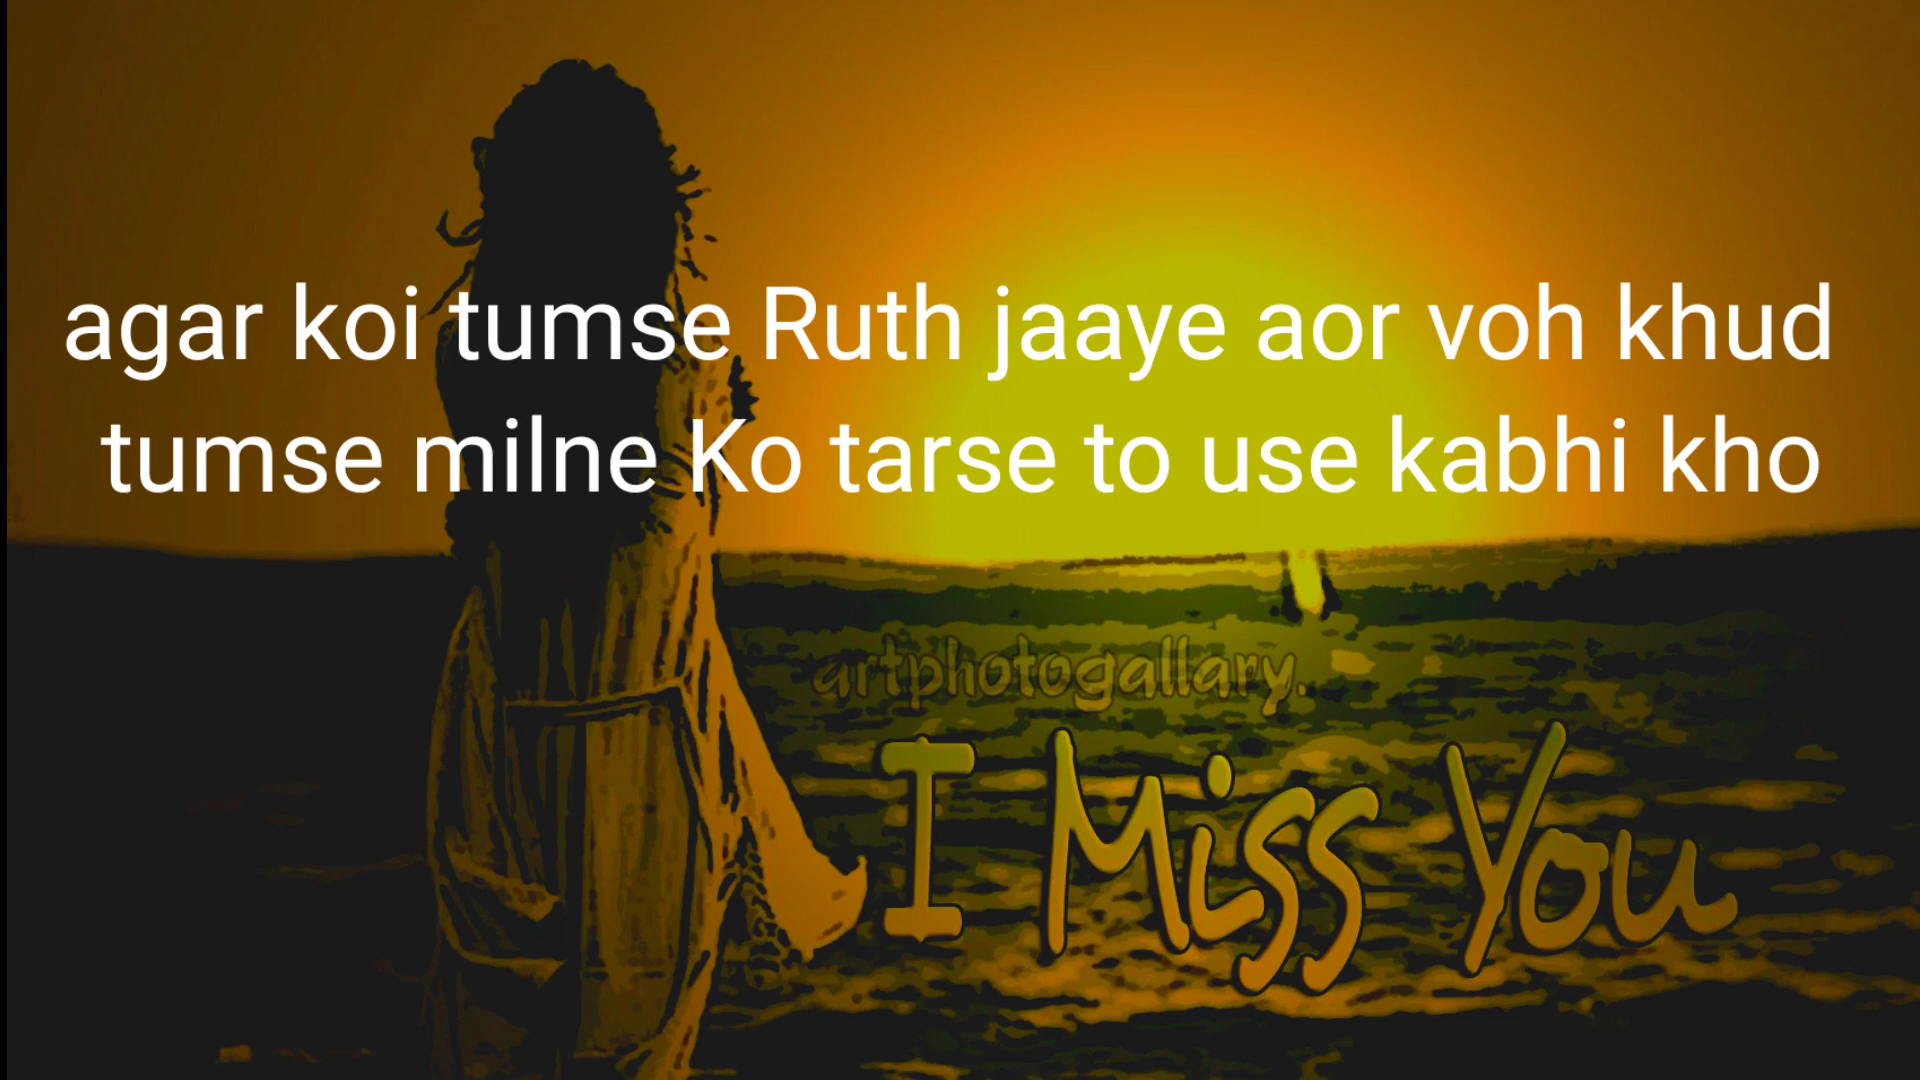 agar koi tumse Ruth jaaye aor voh khud
tumse milne Ko tarse to use kabhi kho
artphotogallary.
I Miss You